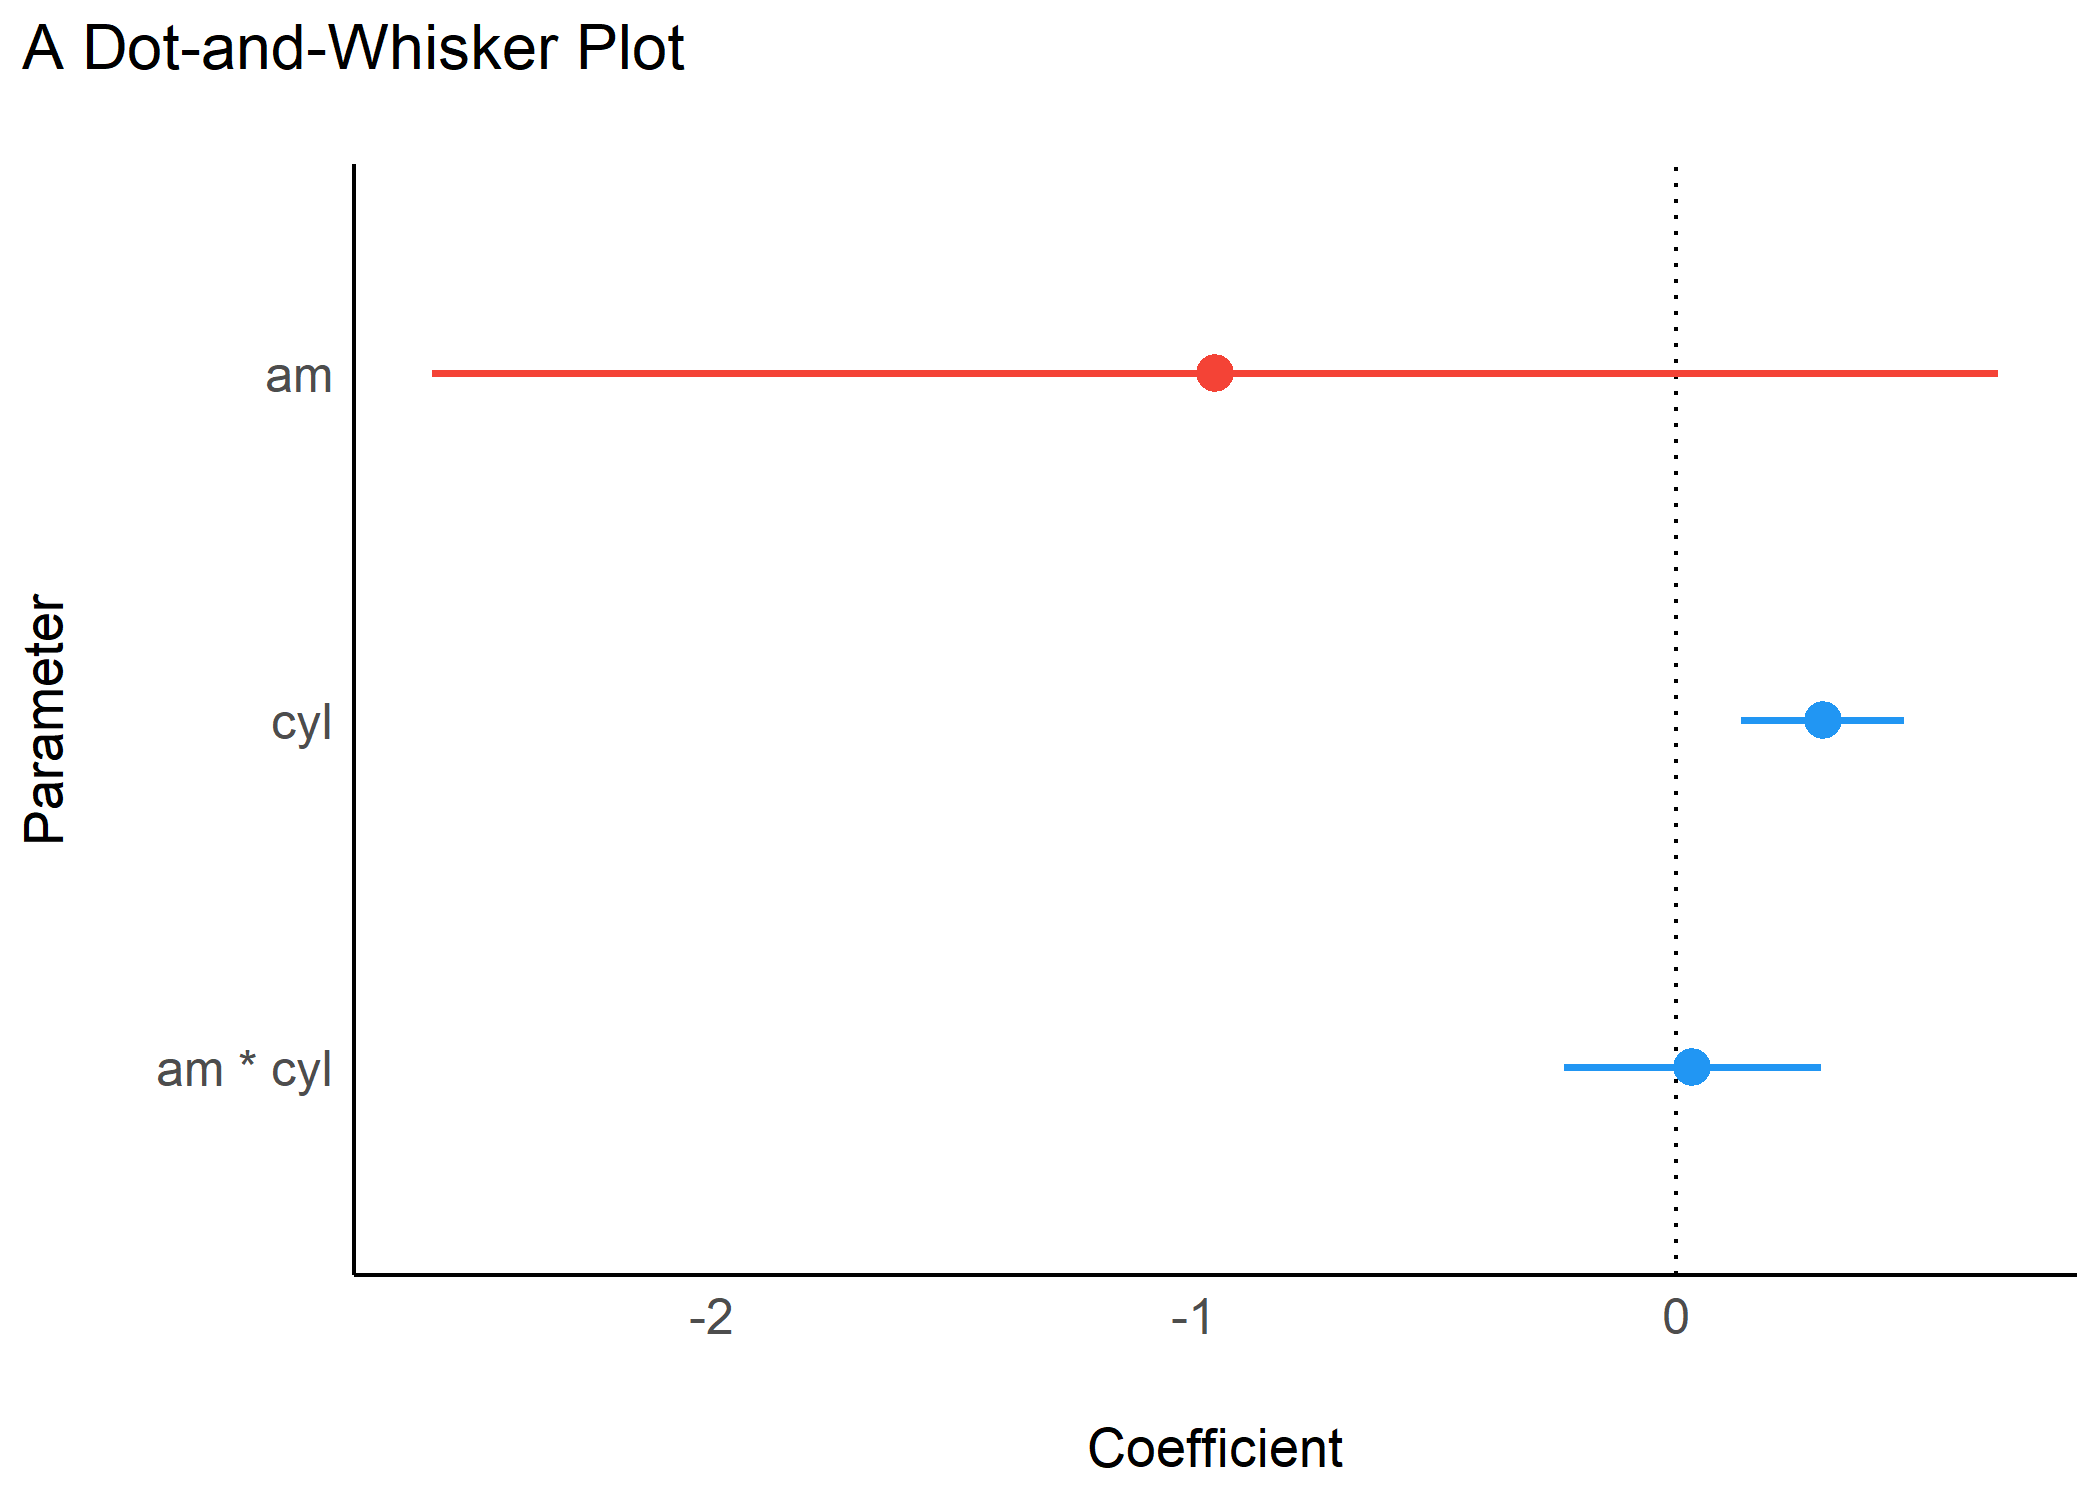 A Dot-and-Whisker Plot
Parameter
am
cyl
am * cyl
-2 -1 0
Coefficient